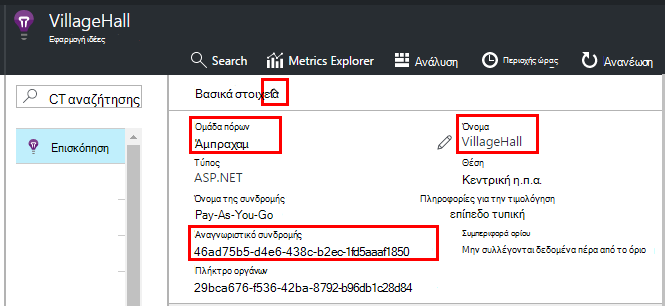 VillageHall
Εφαρμογή ιδέες
Search
Metrics Explorer
Ανάλυση
Περιοχής ώρας
Ανανέωση
CT αναζήτησης
Επισκόπηση
Βασικά στοιχεία
Ομάδα πόρων
Άμπραχαμ
Όνομα
VillageHall
Τύπος
ASP.NET
Θέση
Κεντρική η.π.α.
Όνομα της συνδρομής
Pay-As-You-Go
Πληροφορίες για την τιμολόγηση
επίπεδο τυπική
Αναγνωριστικό συνδρομής
46ad75b5-d4e6-438c-b2ec-1fd5aaaf1850
Συμπεριφορά ορίου
Μην συλλέγονται δεδομένα πέρα από το όριο
Πλήκτρο οργάνων
29bca676-f536-42ba-8792-b96db1c28d84